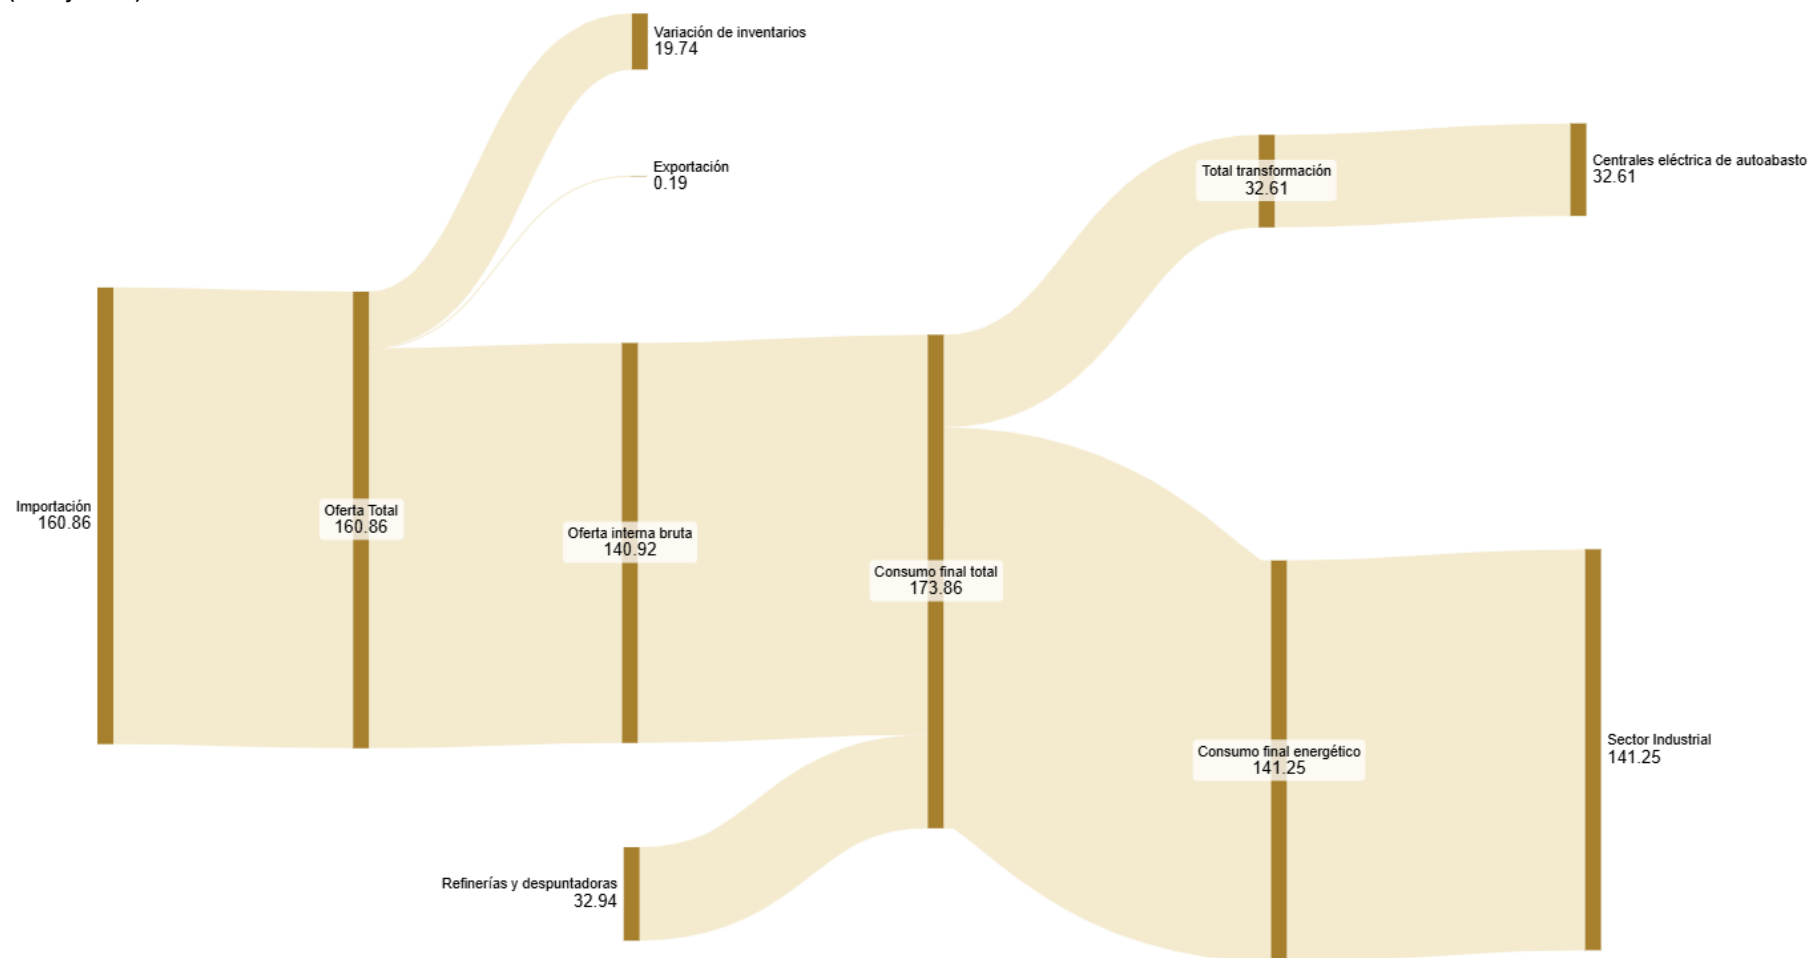 Variación de inventarios
19.74
Exportación
0.19
Total transformación
32.61
Centrales eléctrica de autoabasto
32.61
Importación
160.86
Oferta Total
160.86
Oferta interna bruta
140.92
Consumo final total
173.86
Consumo final energético
141.25
Sector Industrial
141.25
Refinerías y despuntadoras
32.94